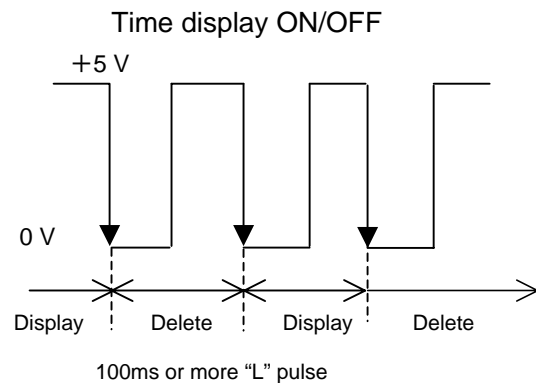 Time display ON/OFF
+5 V
0 V
Display Delete Display Delete
100ms or more “L” pulse